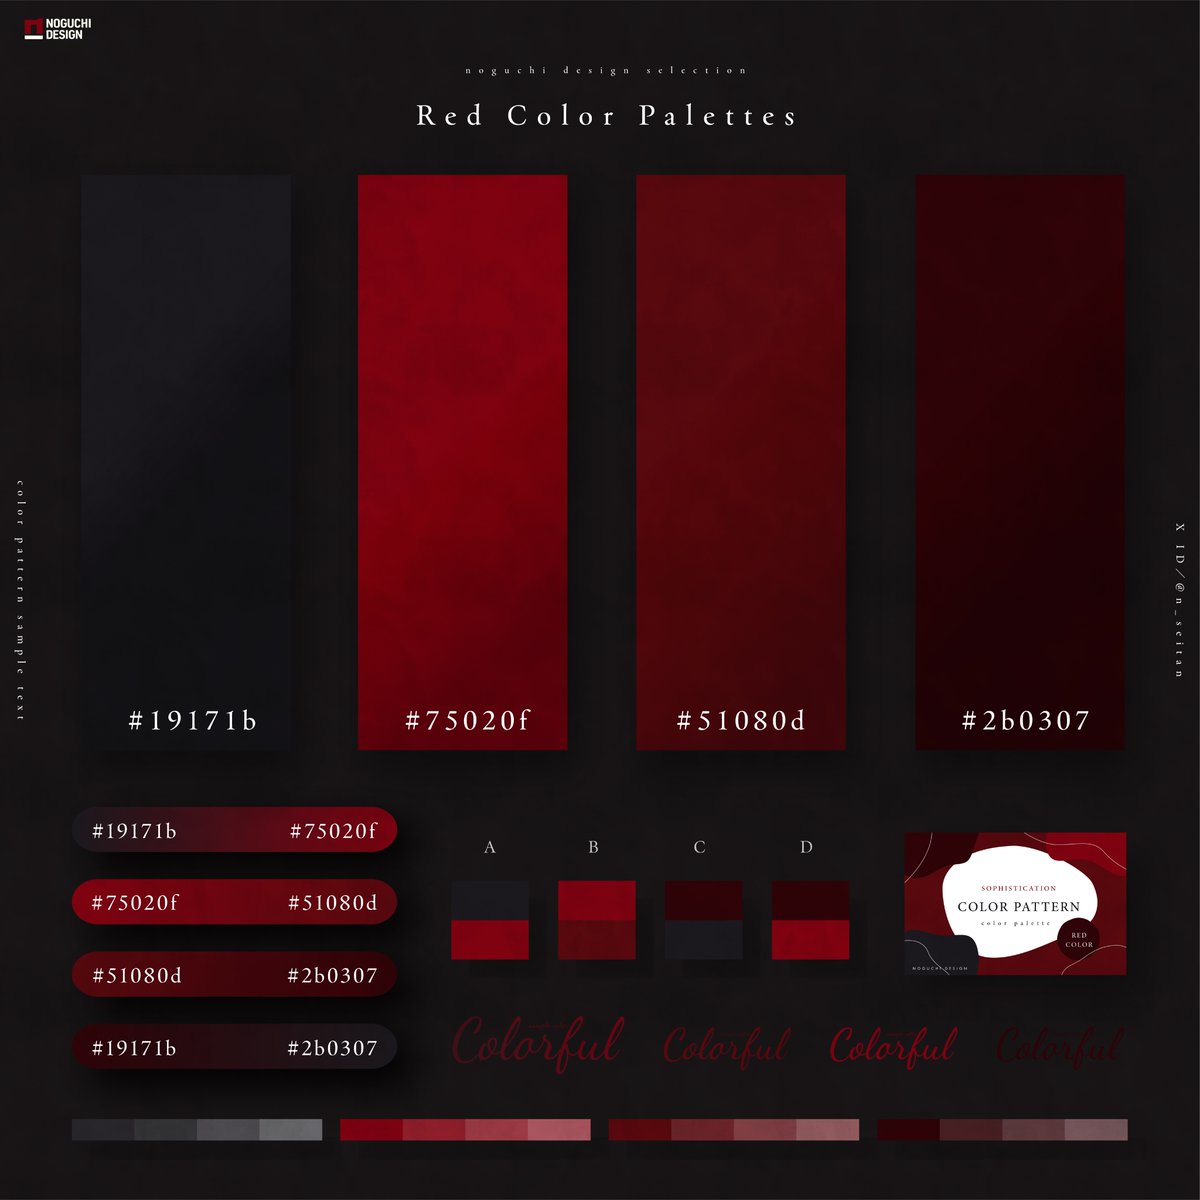 NOGUCHI
DESIGN
noguchi design selection
Red Color Palettes
#19171b
#75020f
#51080d
#2b0307
color pattern sample text
X ID/@n_seitan
#19171b #75020f
#75020f #51080d
#51080d #2b0307
#19171b #2b0307
A B C D
SOPHISTICATION
COLOR PATTERN
color palette
RED
COLOR
NOGUCHI DESIGN
Colorful
Colorful
Colorful
Colorful